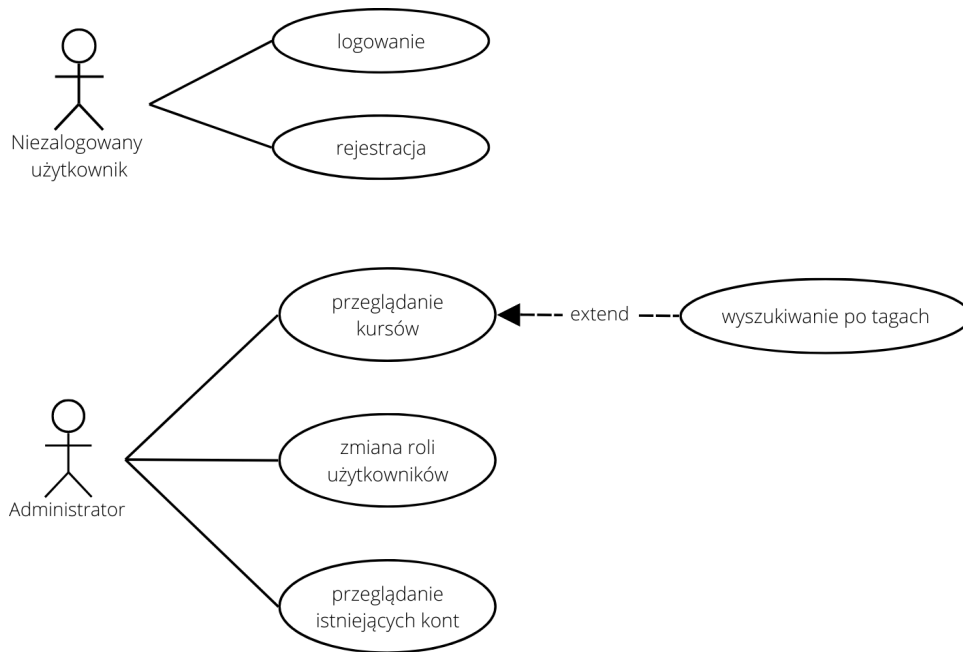 logowanie
Niezalogowany
użytkownik
rejestracja
przeglądanie
kursów
extend
wyszukiwanie po tagach
zmiana roli
użytkowników
Administrator
przeglądanie
istniejących kont